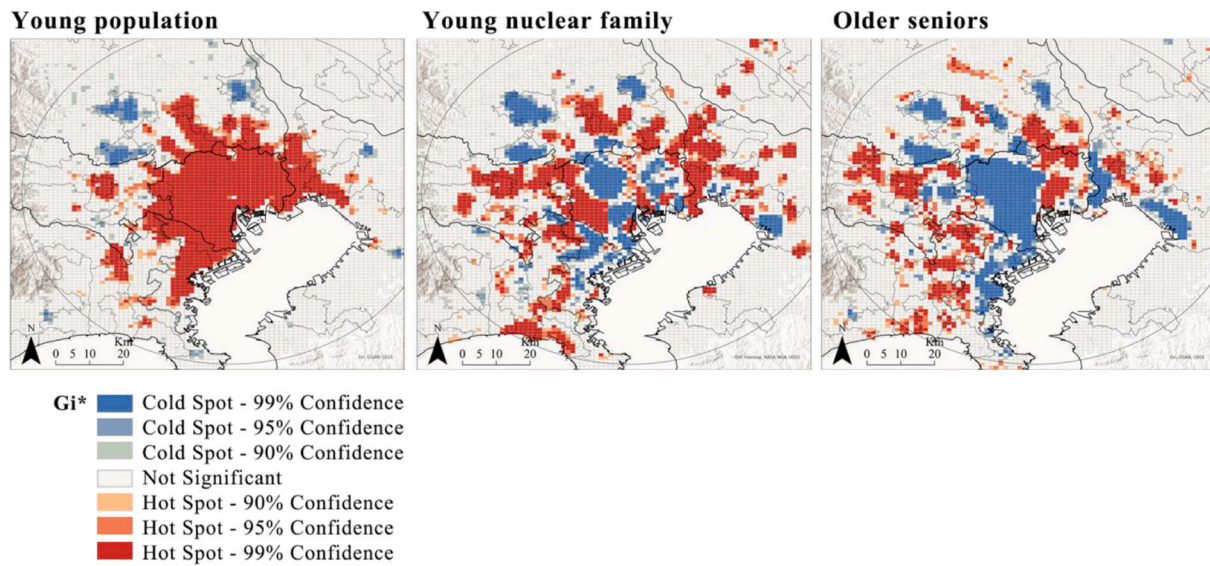 Young population
Young nuclear family
Older seniors
N
Km
0 5 10 20
N
Km
0 5 10 20
N
Km
0 5 10 20
Gi*
Cold Spot - 99% Confidence
Cold Spot - 95% Confidence
Cold Spot - 90% Confidence
Not Significant
Hot Spot - 90% Confidence
Hot Spot - 95% Confidence
Hot Spot - 99% Confidence